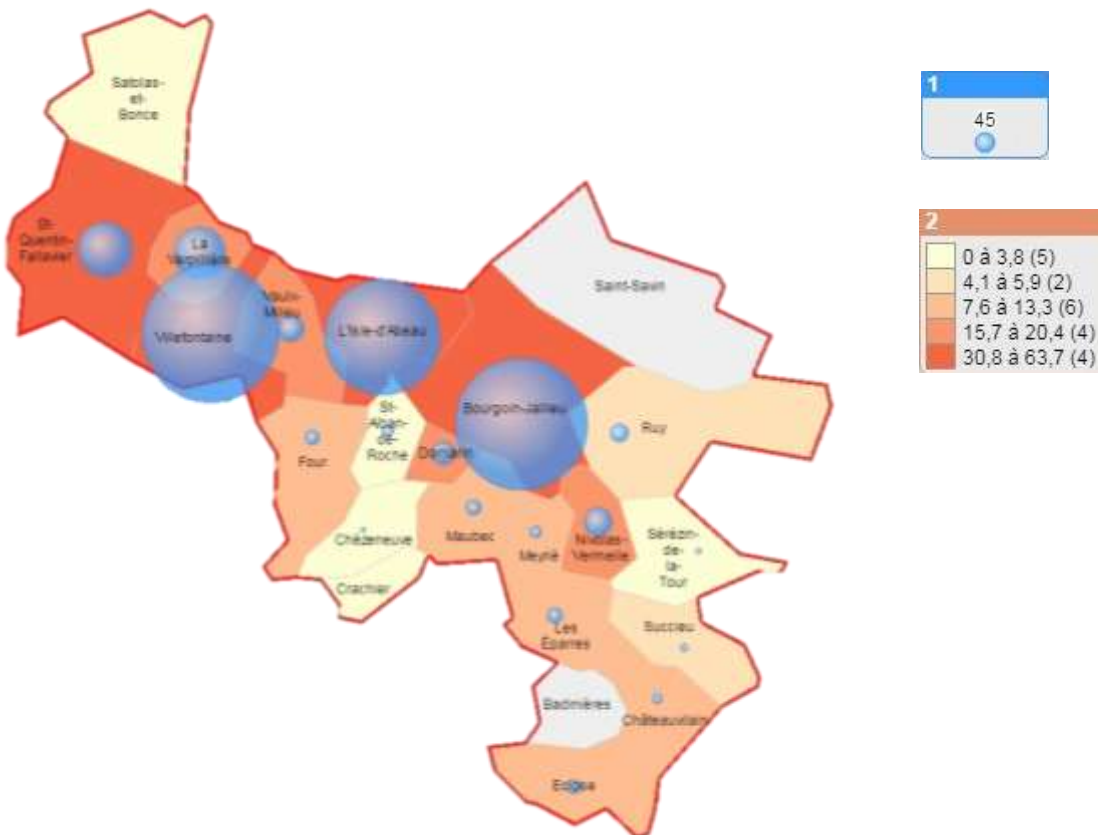 Satolas-
et-
Bonce
1
45
2
0 à 3,8 (5)
4,1 à 5,9 (2)
7,6 à 13,3 (6)
15,7 à 20,4 (4)
30,8 à 63,7 (4)
St-
Quentin-
Fallavier
La
Verpillière
Vaulx-
Milieu
Villefontaine
L'Isle-d'Abeau
Saint-Savin
Bourgoin-Jallieu
St-
Alban-
de-
Roche
Ruy
Four
Domarin
Chèzeneuve
Maubec
Meyrié
Nivolas-
Vermelle
Sérézin-
de-
la-
Tour
Crachier
Les
Éparres
Succieu
Badinières
Châteauvilain
Eclose